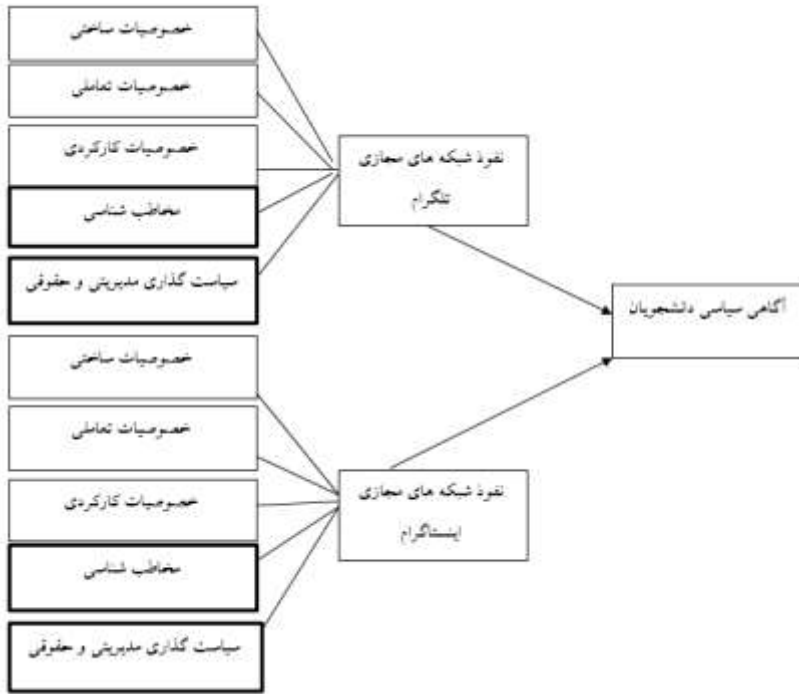 خصوصیات ساختی
خصوصیات تعاملی
خصوصیات کارکردی
مخاطب شناسی
سیاست گذاری مدیریتی و حقوقی
نفوذ شبکه های مجازی
تلگرام
آگاهی سیاسی دانشجویان
خصوصیات ساختی
خصوصیات تعاملی
خصوصیات کارکردی
مخاطب شناسی
سیاست گذاری مدیریتی و حقوقی
نفوذ شبکه های مجازی
اینستاگرام